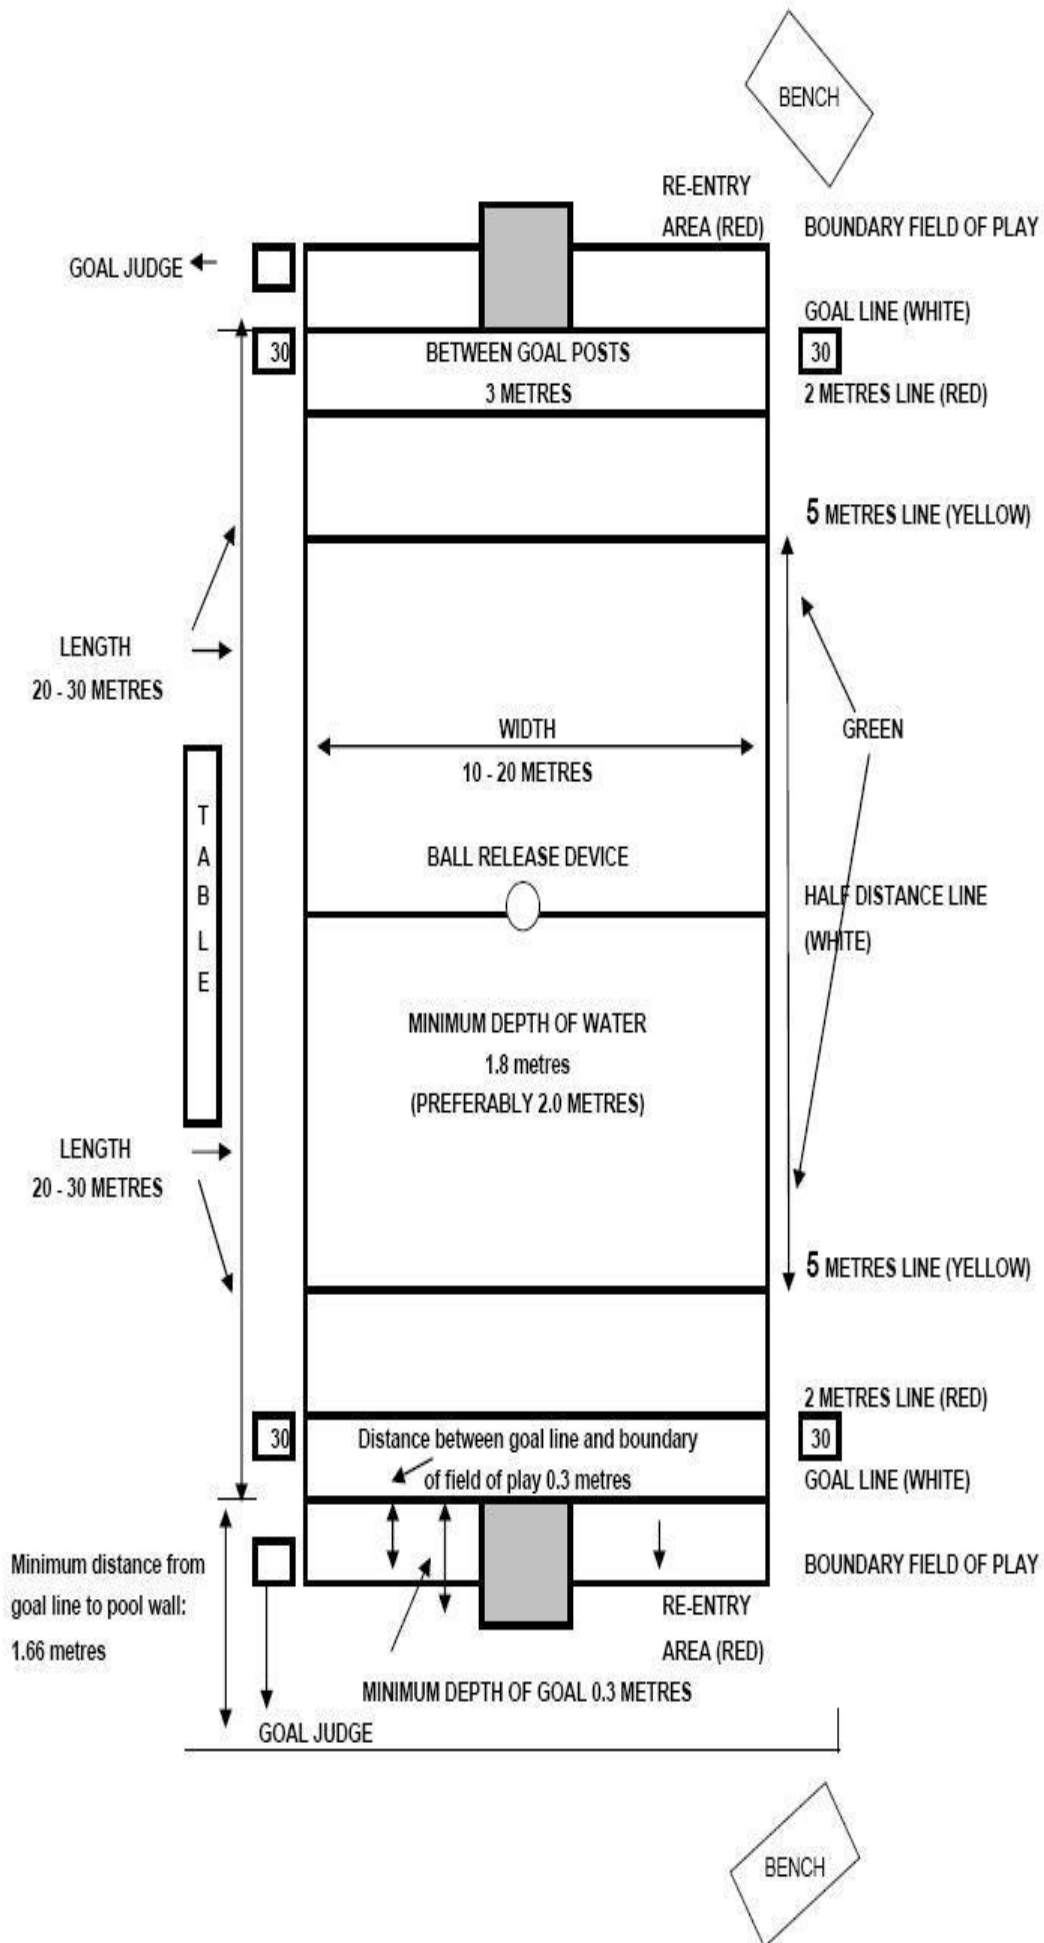 BENCH
RE-ENTRY
AREA (RED)
BOUNDARY FIELD OF PLAY
GOAL JUDGE
GOAL LINE (WHITE)
30
BETWEEN GOAL POSTS
30
3 METRES
2 METRES LINE (RED)
5 METRES LINE (YELLOW)
LENGTH
20 - 30 METRES
WIDTH
GREEN
10 - 20 METRES
TABLE
BALL RELEASE DEVICE
HALF DISTANCE LINE
(WHITE)
MINIMUM DEPTH OF WATER
1.8 metres
(PREFERABLY 2.0 METRES)
LENGTH
20 - 30 METRES
5 METRES LINE (YELLOW)
2 METRES LINE (RED)
30
Distance between goal line and boundary
30
of field of play 0.3 metres
GOAL LINE (WHITE)
Minimum distance from
goal line to pool wall:
1.66 metres
BOUNDARY FIELD OF PLAY
RE-ENTRY
AREA (RED)
MINIMUM DEPTH OF GOAL 0.3 METRES
GOAL JUDGE
BENCH